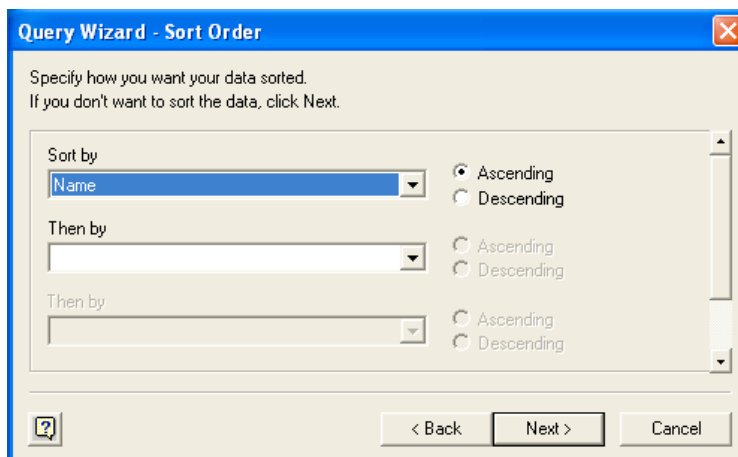 Query Wizard - Sort Order
Specify how you want your data sorted.
If you don't want to sort the data, click Next.
Sort by
Name
Ascending
Descending
Then by
Ascending
Descending
Then by
Ascending
Descending
?
< Back
Next >
Cancel